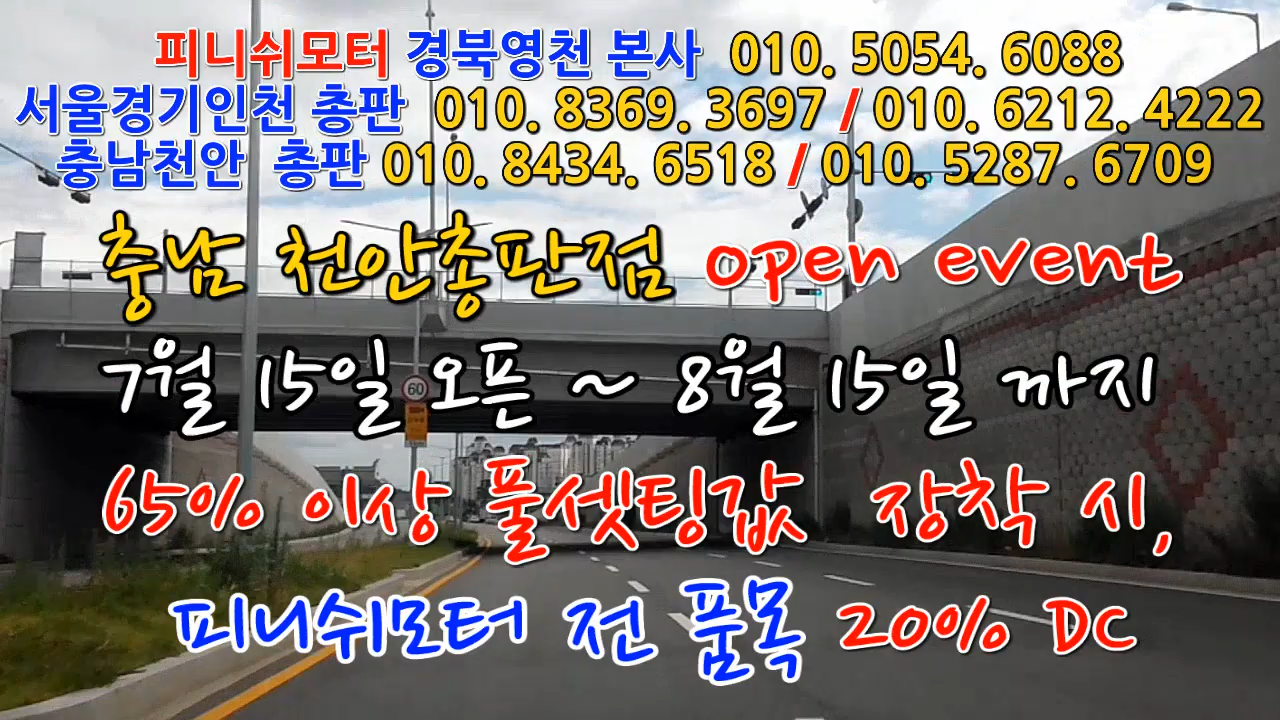 피니쉬모터 경북영천 본사 010. 5054. 6088
서울경기인천 총판 010. 8369. 3697 / 010. 6212. 4222
충남천안 총판 010. 8434. 6518 / 010. 5287. 6709
충남 천안총판점 open event
7월 15일 오픈 ~ 8월 15일 까지
60
65% 이상 풀셋팅값 장착 시,
피니쉬모터 전 품목 20% DC